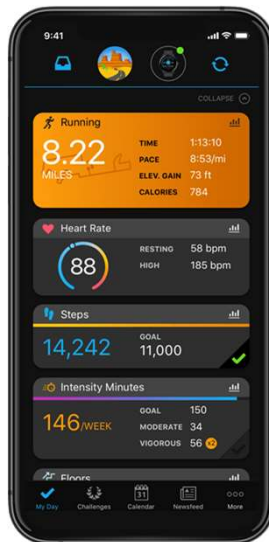 9:41
COLLAPSE
Running
8.22
MILES
TIME 1:13:10
PACE 8:53/mi
ELEV. GAIN 73 ft
CALORIES 784
Heart Rate
88
RESTING 58 bpm
HIGH 185 bpm
Steps
14,242
GOAL
11,000
Intensity Minutes
146/WEEK
GOAL 150
MODERATE 34
VIGOROUS 56 x2
Floors
31
My Day Challenges Calendar Newsfeed More